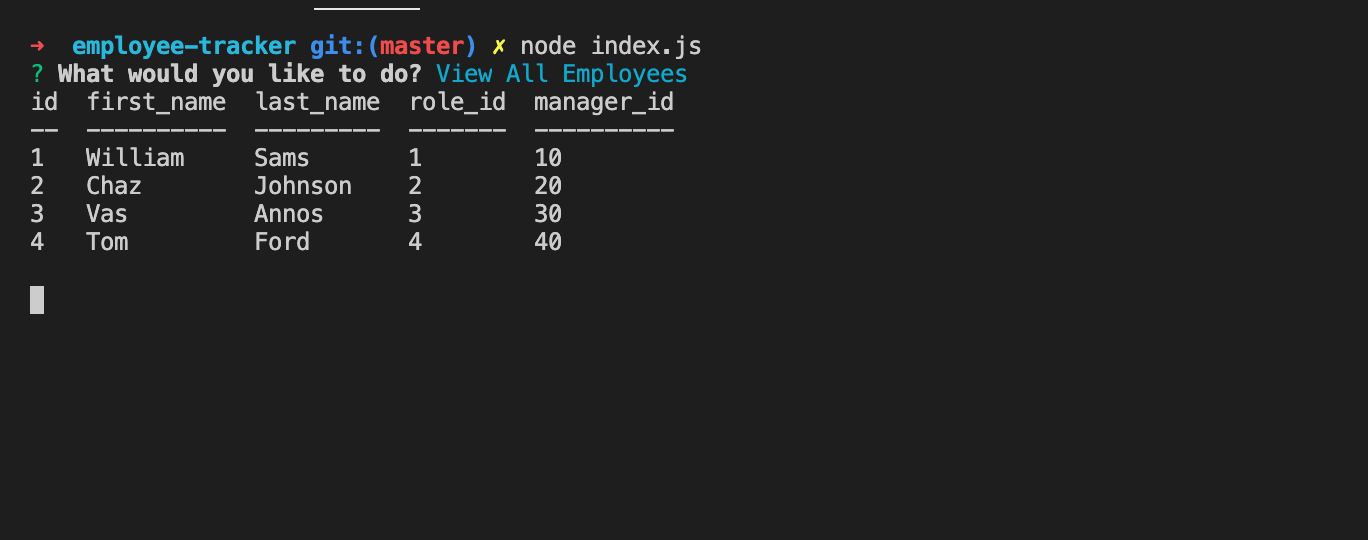 ➜  employee-tracker git:(master) ✗ node index.js
? What would you like to do? View All Employees
id  first_name  last_name  role_id  manager_id
--  ----------  ---------  -------  ----------
1   William     Sams       1        10
2   Chaz        Johnson    2        20
3   Vas         Annos      3        30
4   Tom         Ford       4        40